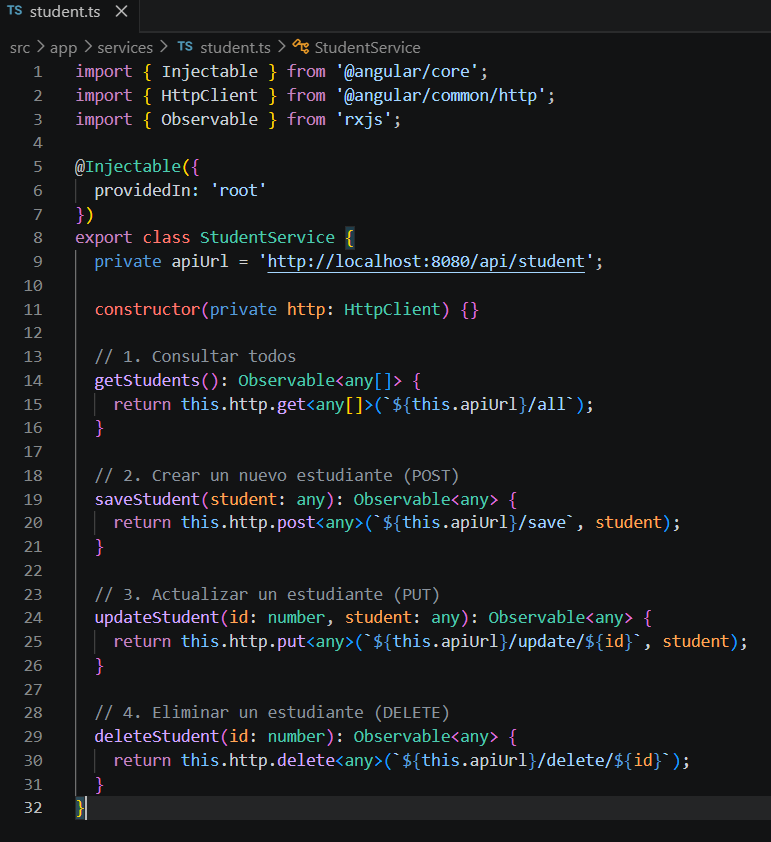 TS student.ts ×
src > app > services > TS student.ts > StudentService
1 import { Injectable } from '@angular/core';
2 import { HttpClient } from '@angular/common/http';
3 import { Observable } from 'rxjs';
4
5 @Injectable({
6   providedIn: 'root'
7 })
8 export class StudentService {
9   private apiUrl = 'http://localhost:8080/api/student';
10
11   constructor(private http: HttpClient) {}
12
13   // 1. Consultar todos
14   getStudents(): Observable<any[]> {
15     return this.http.get<any[]>(`${this.apiUrl}/all`);
16   }
17
18   // 2. Crear un nuevo estudiante (POST)
19   saveStudent(student: any): Observable<any> {
20     return this.http.post<any>(`${this.apiUrl}/save`, student);
21   }
22
23   // 3. Actualizar un estudiante (PUT)
24   updateStudent(id: number, student: any): Observable<any> {
25     return this.http.put<any>(`${this.apiUrl}/update/${id}`, student);
26   }
27
28   // 4. Eliminar un estudiante (DELETE)
29   deleteStudent(id: number): Observable<any> {
30     return this.http.delete<any>(`${this.apiUrl}/delete/${id}`);
31   }
32 }